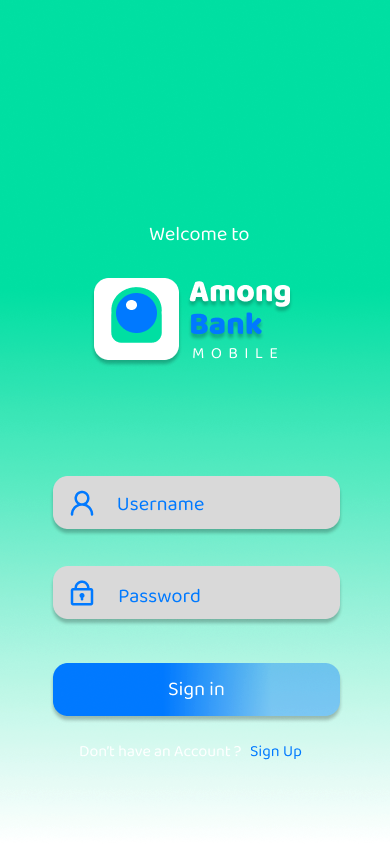 Welcome to
Among
Bank
MOBILE
Username
Password
Sign in
Don't have an Account ? Sign Up